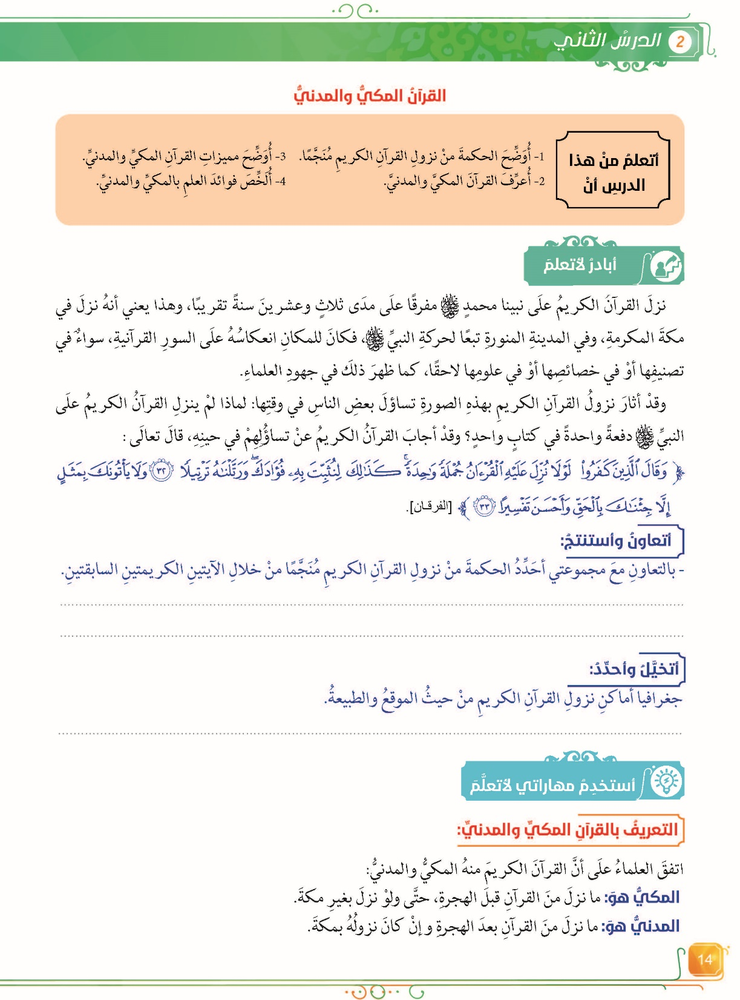 2 الدرسُ الثاني
القرآنُ المكيُّ والمدنيُّ
أتعلمُ منْ هذا
الدرسِ أنْ
1- أُوَضِّحَ الحكمةَ منْ نزولِ القرآنِ الكريمِ مُنَجَّمًا.
2- أُعرِّفَ القرآنَ المكيَّ والمدنيَّ.
3- أُوَضِّحَ مميزاتِ القرآنِ المكيِّ والمدنيِّ.
4- أُلَخِّصَ فوائدَ العلمِ بالمكيِّ والمدنيِّ.
أبادرُ لأتعلمَ
نزلَ القرآنُ الكريمُ علَى نبينا محمدٍ ﷺ مفرقًا علَى مدَى ثلاثٍ وعشرينَ سنةً تقريبًا، وهذا يعني أنهُ نزلَ في
مكةَ المكرمةِ، وفي المدينةِ المنورةِ تبعًا لحركةِ النبيِّ ﷺ، فكانَ للمكانِ انعكاسُهُ علَى السورِ القرآنيةِ، سواءٌ في
تصنيفِها أوْ في خصائصِها أوْ في علومِها لاحقًا، كما ظهرَ ذلكَ في جهودِ العلماءِ.
وقدْ أثارَ نزولُ القرآنِ الكريمِ بهذهِ الصورةِ تساؤلَ بعضِ الناسِ في وقتِها: لماذا لمْ ينزلِ القرآنُ الكريمُ علَى
النبيِّ ﷺ دفعةً واحدةً في كتابٍ واحدٍ؟ وقدْ أجابَ القرآنُ الكريمُ عنْ تساؤُلِهِمْ في حينِهِ، قالَ تعالَى :
﴿ وَقَالَ ٱلَّذِينَ كَفَرُواْ لَوۡلَا نُزِّلَ عَلَيۡهِ ٱلۡقُرۡءَانُ جُمۡلَةٗ وَٰحِدَةٗۚ كَذَٰلِكَ لِنُثَبِّتَ بِهِۦ فُؤَادَكَۖ وَرَتَّلۡنَٰهُ تَرۡتِيلٗا ٣٢ وَلَا يَأۡتُونَكَ بِمَثَلٍ
إِلَّا جِئۡنَٰكَ بِٱلۡحَقِّ وَأَحۡسَنَ تَفۡسِيرًا ٣٣ ﴾ [الفرقان].
أتعاونُ وأستنتجُ:
- بالتعاونِ معَ مجموعتي أحَدِّدُ الحكمةَ منْ نزولِ القرآنِ الكريمِ مُنَجَّمًا منْ خلالِ الآيتينِ الكريمتينِ السابقتينِ.
أتخيَّلُ وأحدِّدُ:
جغرافيا أماكنِ نزولِ القرآنِ الكريمِ منْ حيثُ الموقعُ والطبيعةُ.
أستخدِمُ مهاراتي لأتعلَّمَ
التعريفُ بالقرآنِ المكيِّ والمدنيِّ:
اتفقَ العلماءُ علَى أنَّ القرآنَ الكريمَ منهُ المكيُّ والمدنيُّ:
المكيُّ هوَ: ما نزلَ منَ القرآنِ قبلَ الهجرةِ، حتَّى ولوْ نزلَ بغيرِ مكةَ.
المدنيُّ هوَ: ما نزلَ منَ القرآنِ بعدَ الهجرةِ وإنْ كانَ نزولُهُ بمكةَ.
14